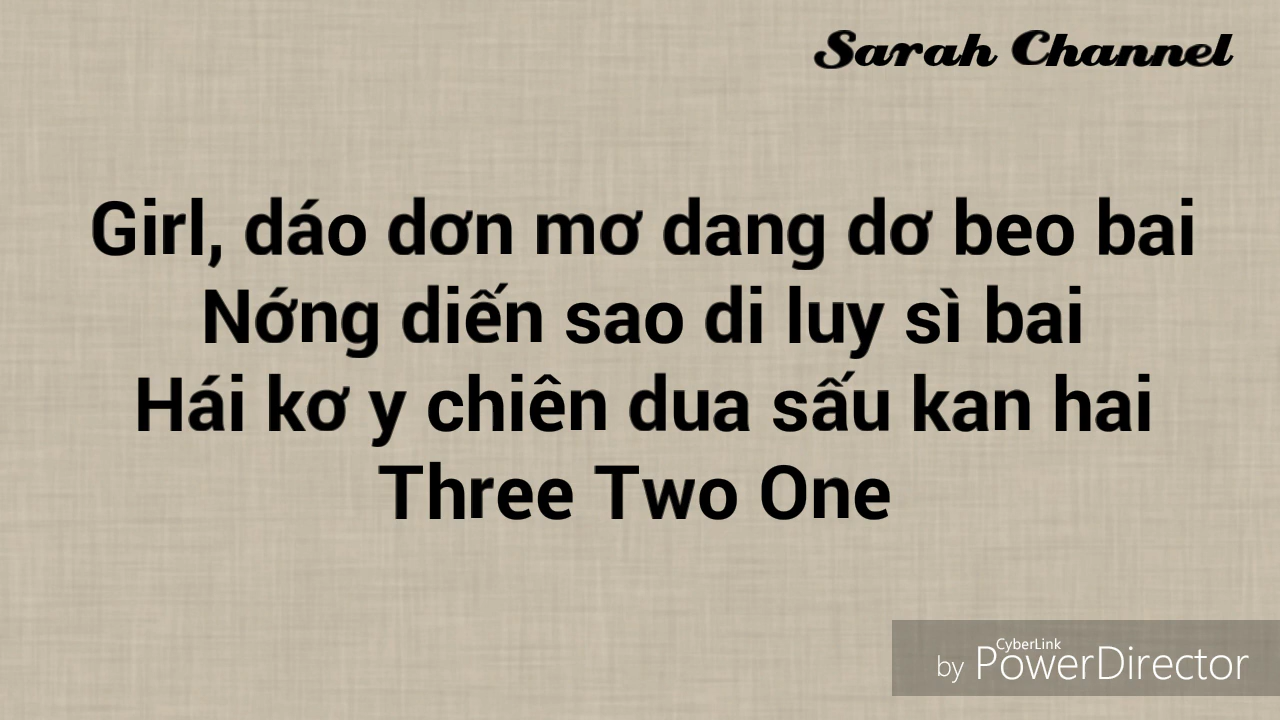 Sarah Channel
Girl, dáo dơn mơ dang dơ beo bai
Nớng diến sao di luy sì bai
Hái kơ y chiên dua sấu kan hai
Three Two One
CyberLink
by PowerDirector